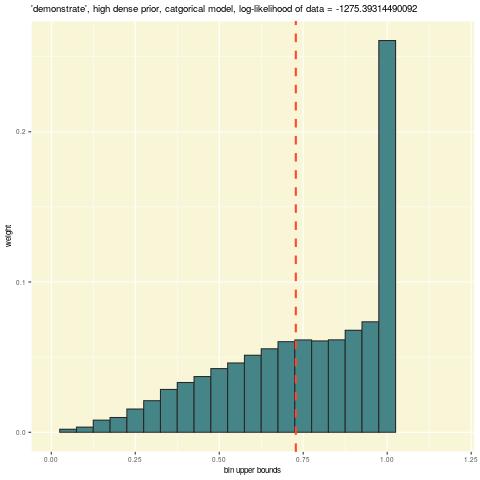 'demonstrate', high dense prior, catgorical model, log-likelihood of data = -1275.39314490092
0.2
0.1
0.0
weight
0.00 0.25 0.50 0.75 1.00 1.25
bin upper bounds